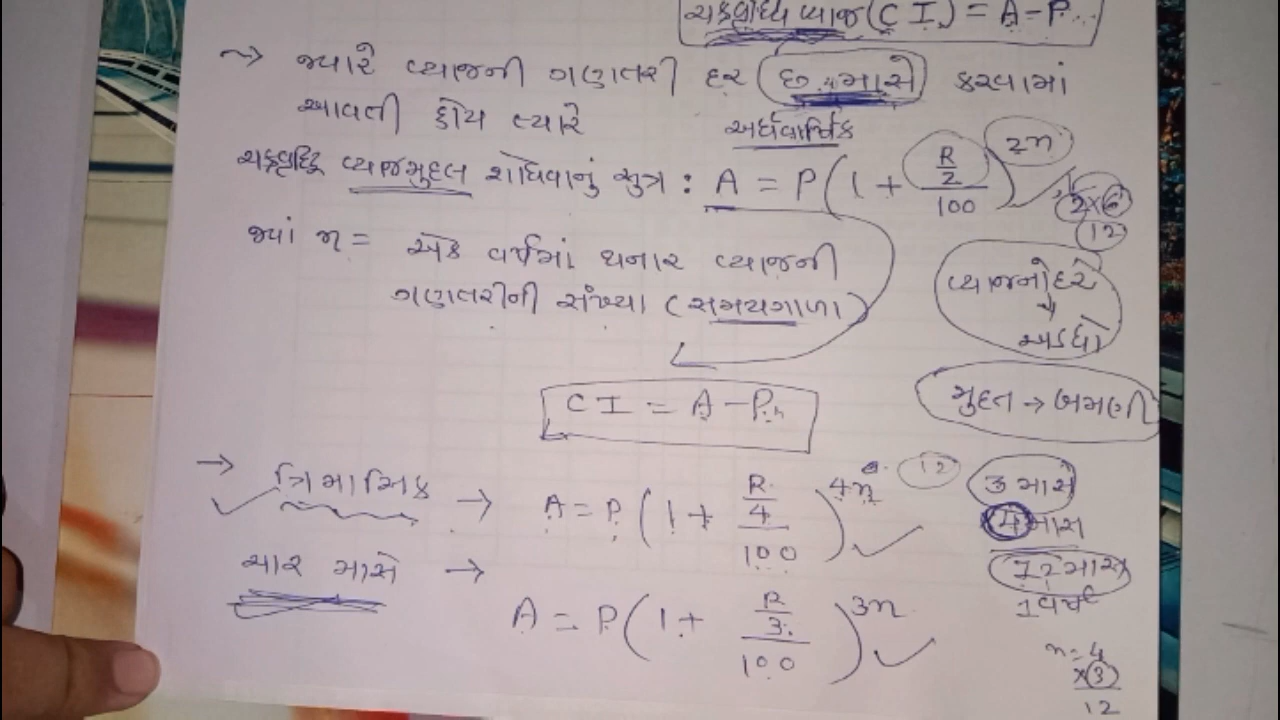 ચક્રવૃધ્ધિ વ્યાજ (C I.) = A - P
→ જ્યારે વ્યાજની ગણતરી દર છ માસે કરવામાં
આવતી હોય ત્યારે અર્ધવાર્ષિક
ચક્રવૃદ્ધિ વ્યાજમુદલ શોધવાનું સુત્ર : A = P(1 + R/2/100)^2n
2×6
12
જ્યાં n = એક વર્ષમાં થનાર વ્યાજની
ગણતરીની સંખ્યા (સમયગાળા)
વ્યાજનો દર
→
અડધો
CI = A - P
મુદત → બમણી
→ ત્રિમાસિક → A = P(1 + R/4/100)^4n
12
3 માસે
4 માસ
ચાર માસે → A = P(1 + R/3/100)^3n
12 માસ
1 વર્ષ
n = 4
×3
12